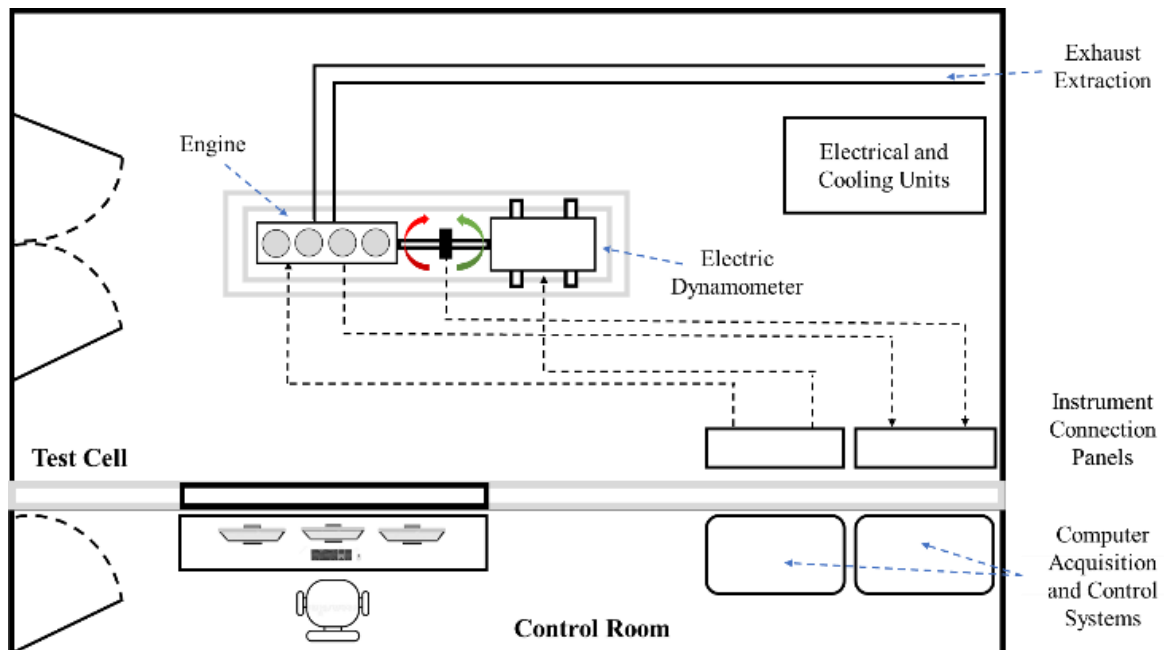 Exhaust
Extraction
Engine
Electrical and
Cooling Units
Electric
Dynamometer
Instrument
Connection
Panels
Test Cell
Computer
Acquisition
and Control
Systems
Control Room